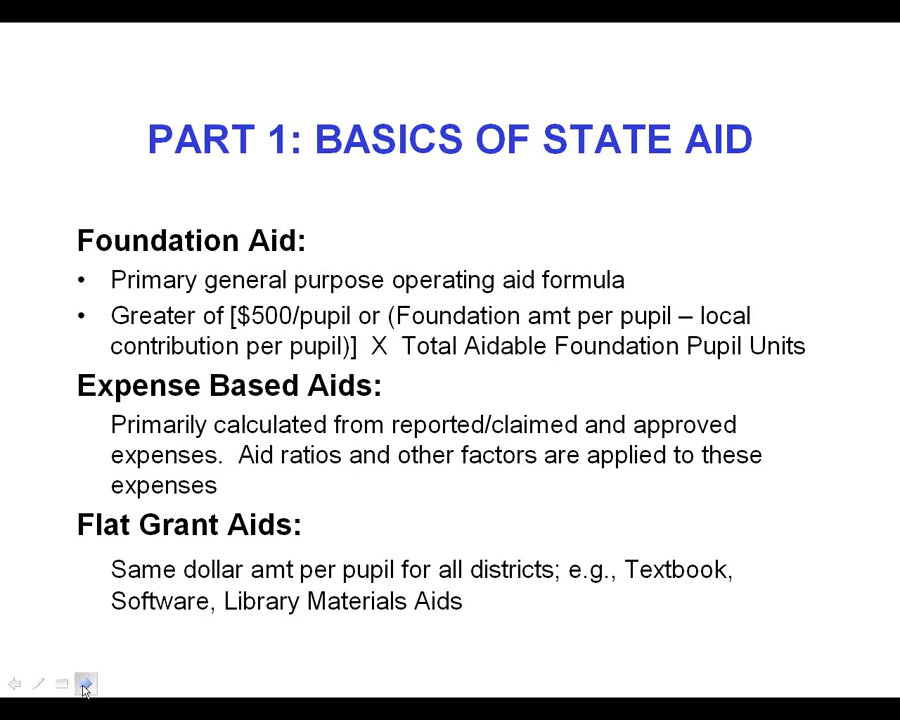 PART 1: BASICS OF STATE AID
Foundation Aid:
• Primary general purpose operating aid formula
• Greater of [$500/pupil or (Foundation amt per pupil – local
contribution per pupil)]  X  Total Aidable Foundation Pupil Units
Expense Based Aids:
Primarily calculated from reported/claimed and approved
expenses.  Aid ratios and other factors are applied to these
expenses
Flat Grant Aids:
Same dollar amt per pupil for all districts; e.g., Textbook,
Software, Library Materials Aids